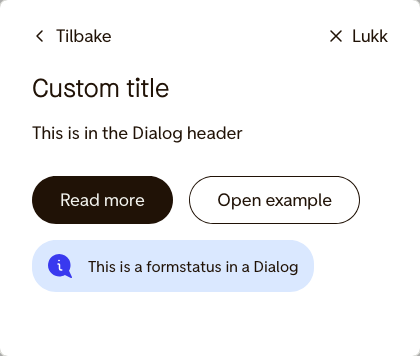 Tilbake
Lukk
Custom title
This is in the Dialog header
Read more
Open example
This is a formstatus in a Dialog